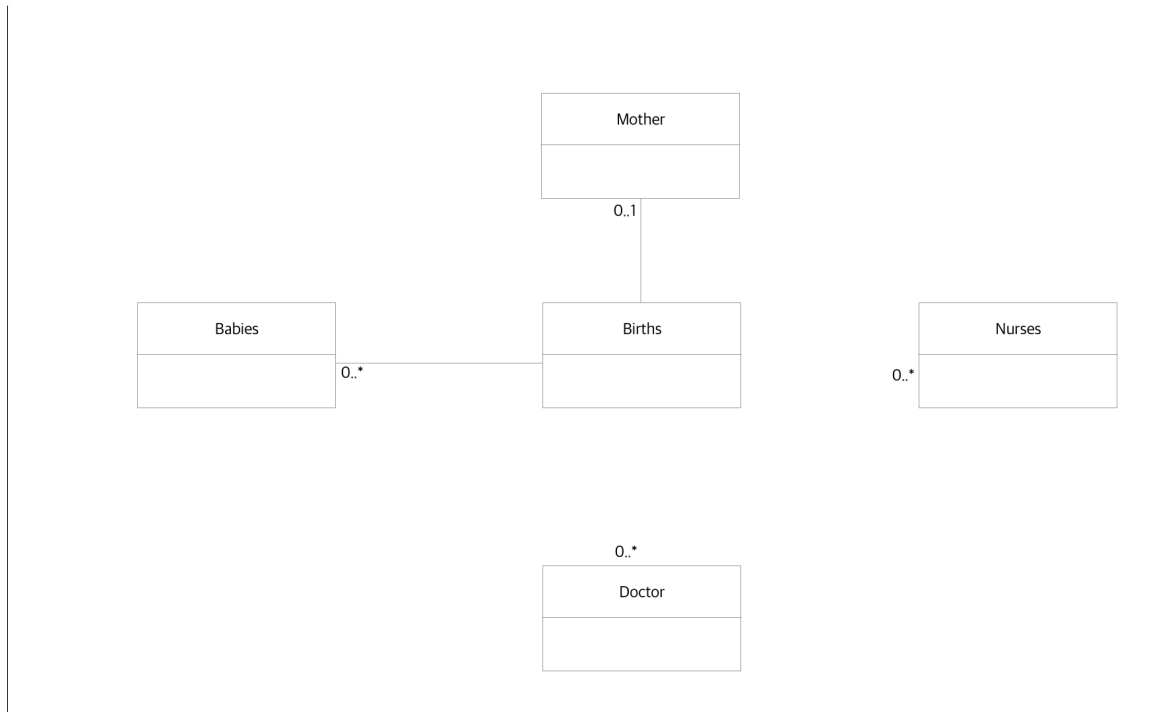 Mother
0..1
Babies
Births
Nurses
0..*
0..*
0..*
Doctor